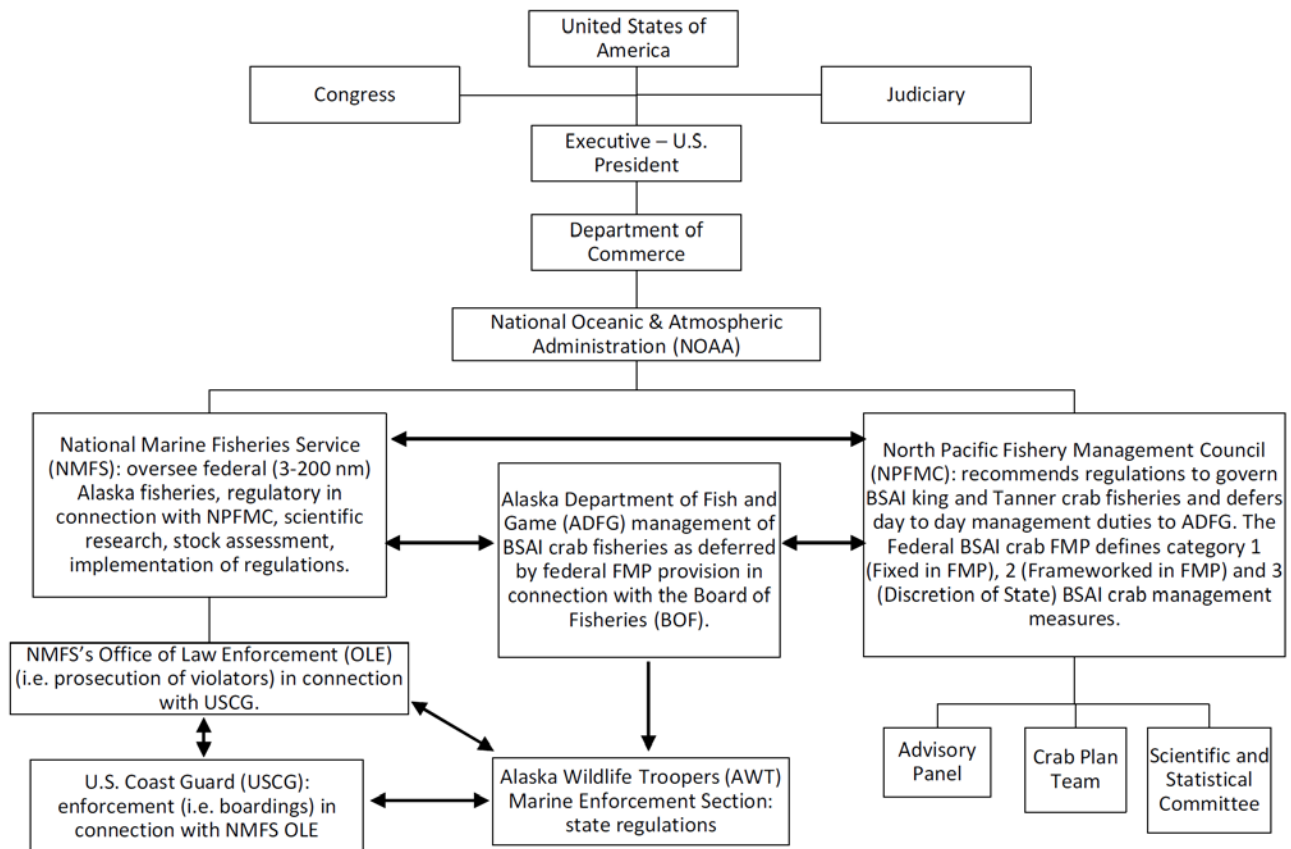 United States of
America
Congress
Judiciary
Executive – U.S.
President
Department of
Commerce
National Oceanic & Atmospheric
Administration (NOAA)
National Marine Fisheries Service
(NMFS): oversee federal (3-200 nm)
Alaska fisheries, regulatory in
connection with NPFMC, scientific
research, stock assessment,
implementation of regulations.
Alaska Department of Fish and
Game (ADFG) management of
BSAI crab fisheries as deferred
by federal FMP provision in
connection with the Board of
Fisheries (BOF).
North Pacific Fishery Management Council
(NPFMC): recommends regulations to govern
BSAI king and Tanner crab fisheries and defers
day to day management duties to ADFG. The
Federal BSAI crab FMP defines category 1
(Fixed in FMP), 2 (Frameworked in FMP) and 3
(Discretion of State) BSAI crab management
measures.
NMFS's Office of Law Enforcement (OLE)
(i.e. prosecution of violators) in connection
with USCG.
U.S. Coast Guard (USCG):
enforcement (i.e. boardings) in
connection with NMFS OLE
Alaska Wildlife Troopers (AWT)
Marine Enforcement Section:
state regulations
Advisory
Panel
Crab Plan
Team
Scientific and
Statistical
Committee